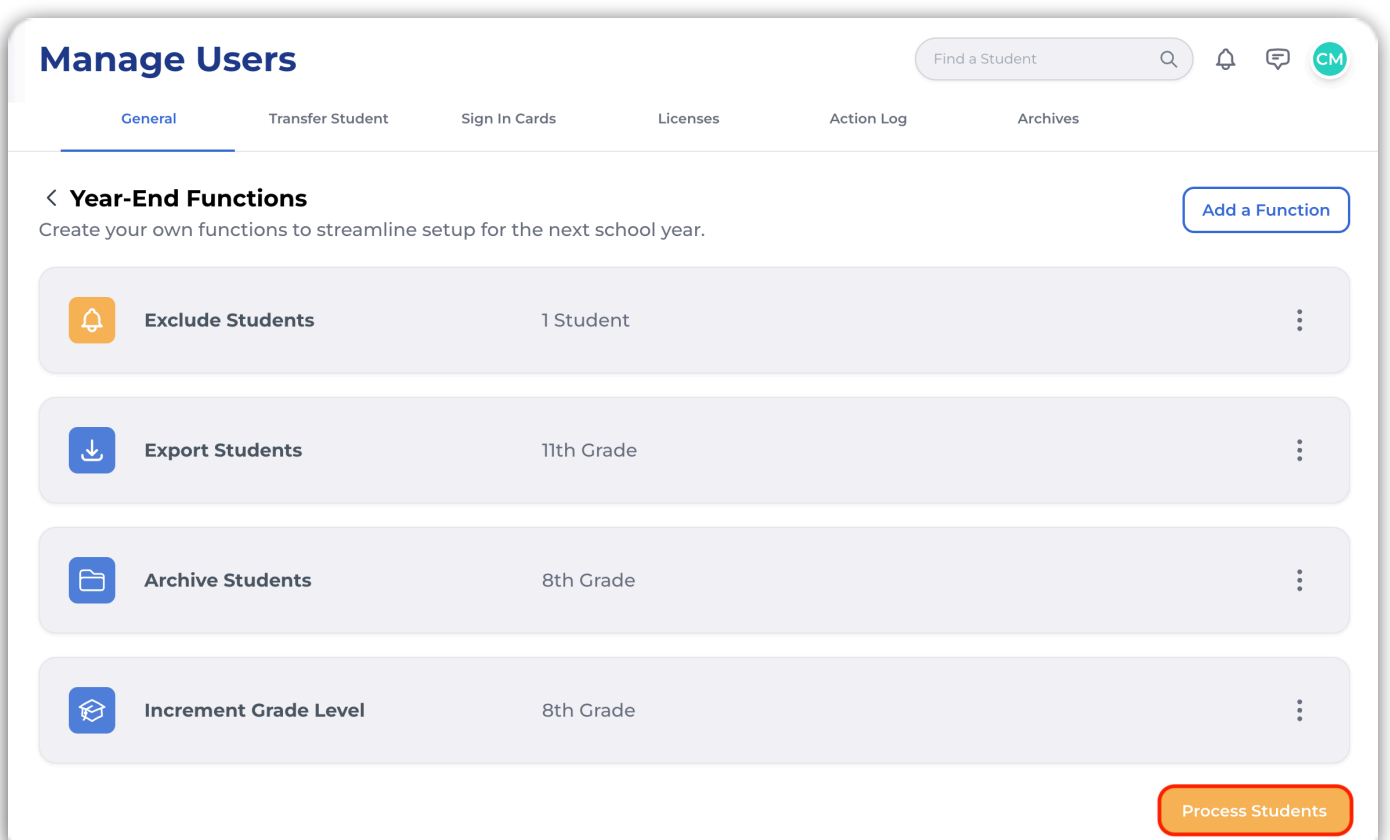 Manage Users
Find a Student
CM
General Transfer Student Sign In Cards Licenses Action Log Archives
Year-End Functions
Add a Function
Create your own functions to streamline setup for the next school year.
Exclude Students 1 Student
Export Students 11th Grade
Archive Students 8th Grade
Increment Grade Level 8th Grade
Process Students